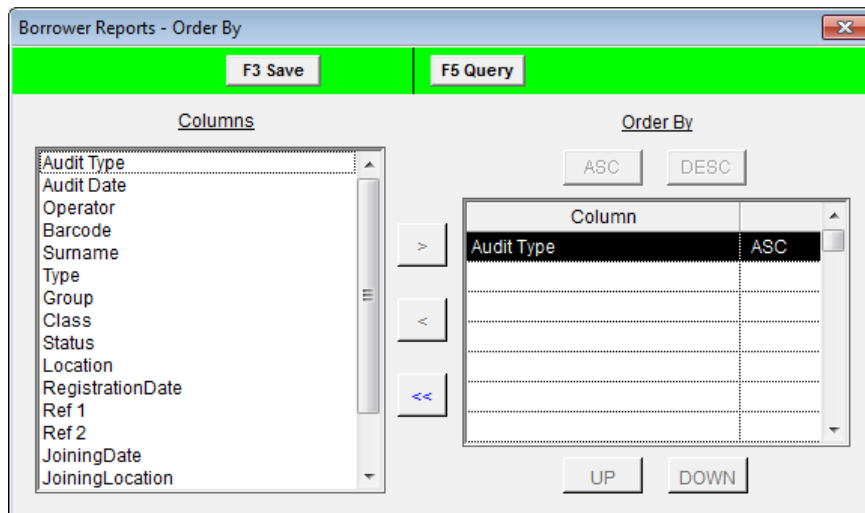 Borrower Reports - Order By
F3 Save
F5 Query
Columns
Audit Type
Audit Date
Operator
Barcode
Surname
Type
Group
Class
Status
Location
RegistrationDate
Ref 1
Ref 2
JoiningDate
JoiningLocation
>
<
<<
Order By
ASC DESC
Column
Audit Type ASC
UP DOWN